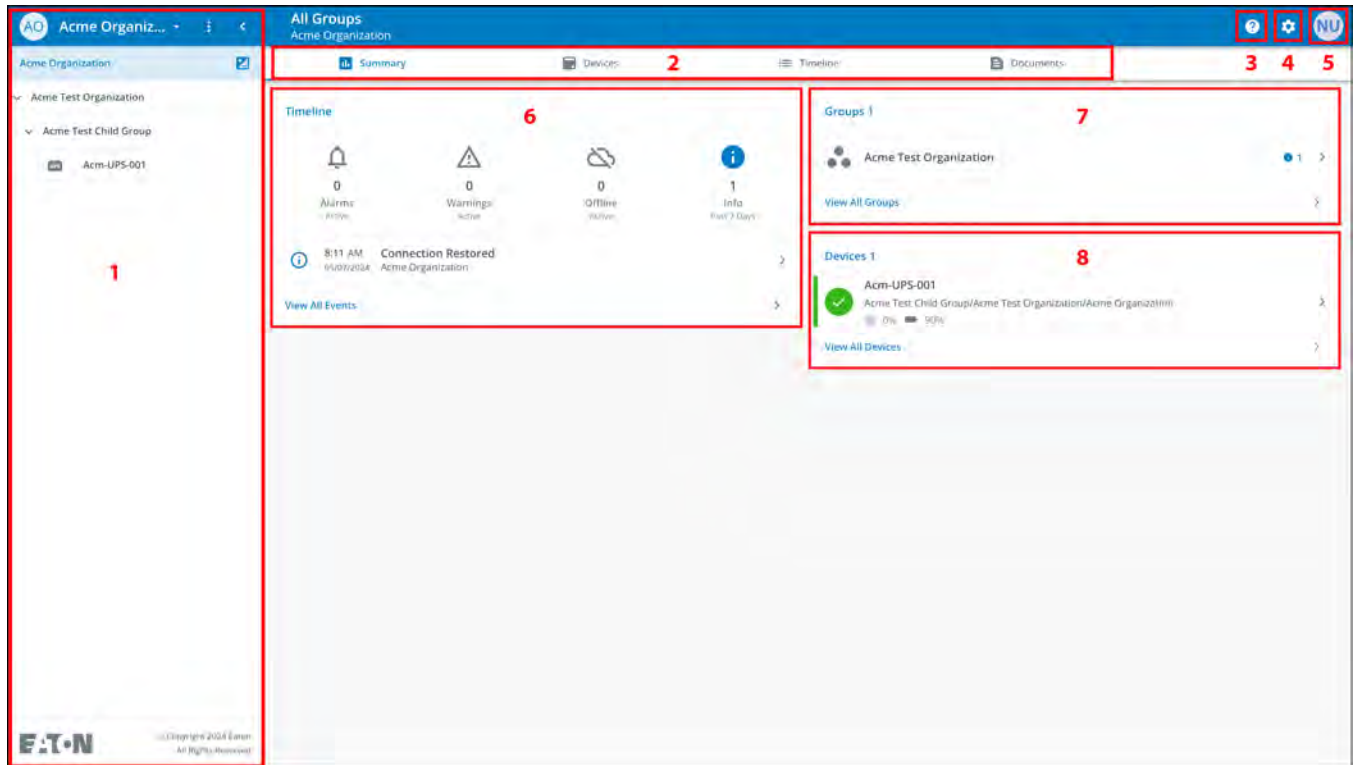 AO Acme Organiz...
Acme Organization
Acme Test Organization
Acme Test Child Group
Acm-UPS-001
1
EATON
Copyright 2024 Eaton
All Rights Reserved
All Groups
Acme Organization
NU
Summary
Devices
2
Timeline
Documents
3 4 5
Timeline
6
0 0 0 1
Alarms Warnings Offline Info
Active Active Active Past 7 Days
8:11 AM Connection Restored
05/07/2024 Acme Organization
View All Events
Groups 1
7
Acme Test Organization 1
View All Groups
Devices 1
8
Acm-UPS-001
Acme Test Child Group/Acme Test Organization/Acme Organization
0% 90%
View All Devices